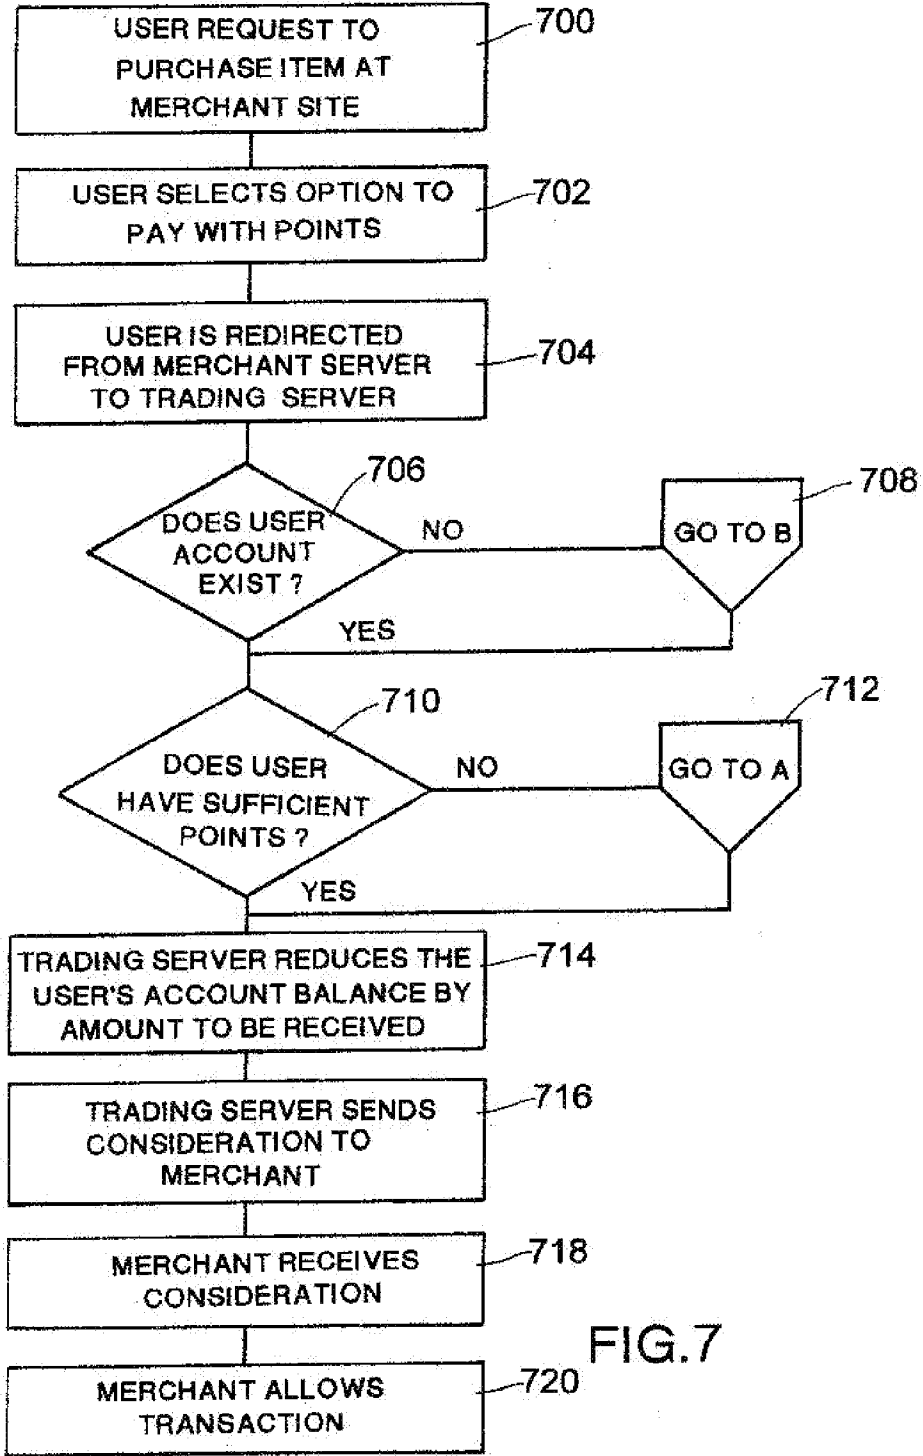 USER REQUEST TO
PURCHASE ITEM AT
MERCHANT SITE
700
USER SELECTS OPTION TO
PAY WITH POINTS
702
USER IS REDIRECTED
FROM MERCHANT SERVER
TO TRADING SERVER
704
706
DOES USER
ACCOUNT
EXIST ?
NO
708
GO TO B
YES
710
DOES USER
HAVE SUFFICIENT
POINTS ?
NO
712
GO TO A
YES
TRADING SERVER REDUCES THE
USER'S ACCOUNT BALANCE BY
AMOUNT TO BE RECEIVED
714
TRADING SERVER SENDS
CONSIDERATION TO
MERCHANT
716
MERCHANT RECEIVES
CONSIDERATION
718
FIG.7
MERCHANT ALLOWS
TRANSACTION
720